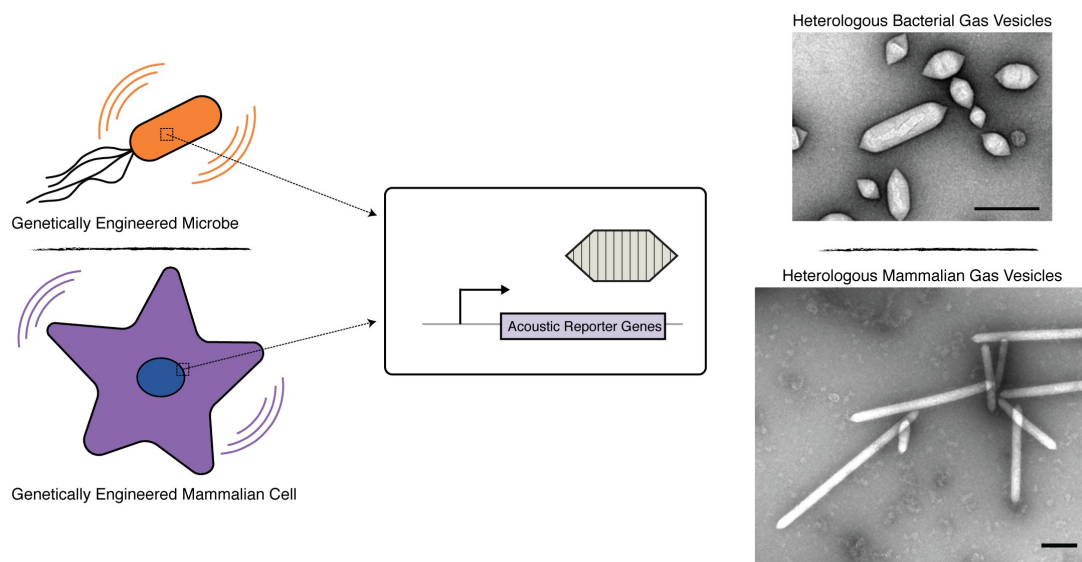 Genetically Engineered Microbe
Genetically Engineered Mammalian Cell
Acoustic Reporter Genes
Heterologous Bacterial Gas Vesicles
Heterologous Mammalian Gas Vesicles